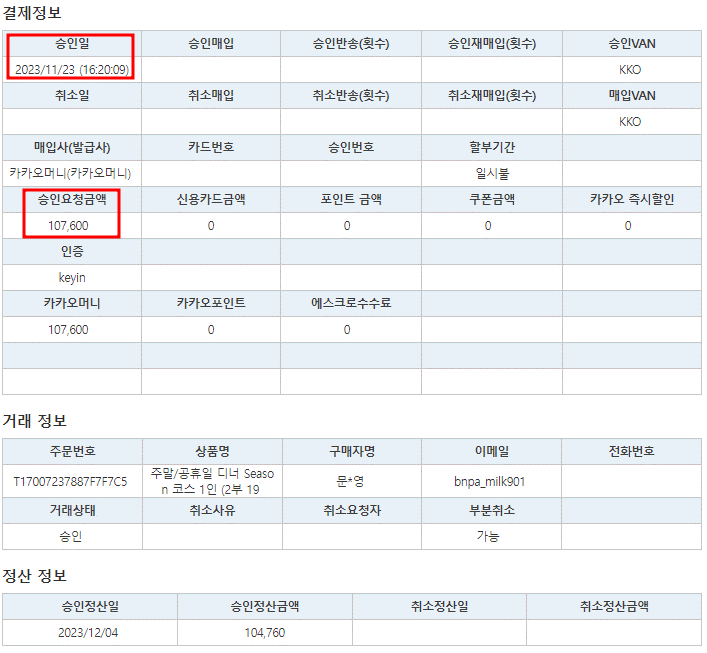 결제정보
승인일 승인매입 승인반송(횟수) 승인재매입(횟수) 승인VAN
2023/11/23 (16:20:09) KKO
취소일 취소매입 취소반송(횟수) 취소재매입(횟수) 매입VAN
KKO
매입사(발급사) 카드번호 승인번호 할부기간
카카오머니(카카오머니) 일시불
승인요청금액 신용카드금액 포인트 금액 쿠폰금액 카카오 즉시할인
107,600 0 0 0 0
인증
keyin
카카오머니 카카오포인트 에스크로수수료
107,600 0 0
거래 정보
주문번호 상품명 구매자명 이메일 전화번호
T17007237887F7F7C5 주말/공휴일 디너 Seaso
n 코스 1인 (2부 19 문*영 bnpa_milk901
거래상태 취소사유 취소요청자 부분취소
승인 가능
정산 정보
승인정산일 승인정산금액 취소정산일 취소정산금액
2023/12/04 104,760